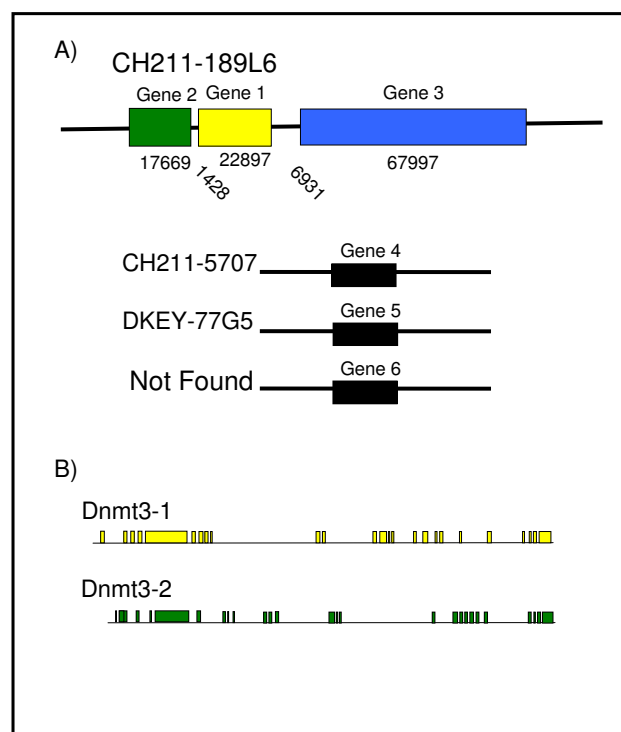 A)
CH211-189L6
Gene 2 Gene 1 Gene 3
17669 22897 67997
1428 6931
CH211-5707 Gene 4
DKEY-77G5 Gene 5
Not Found Gene 6
B)
Dnmt3-1
Dnmt3-2